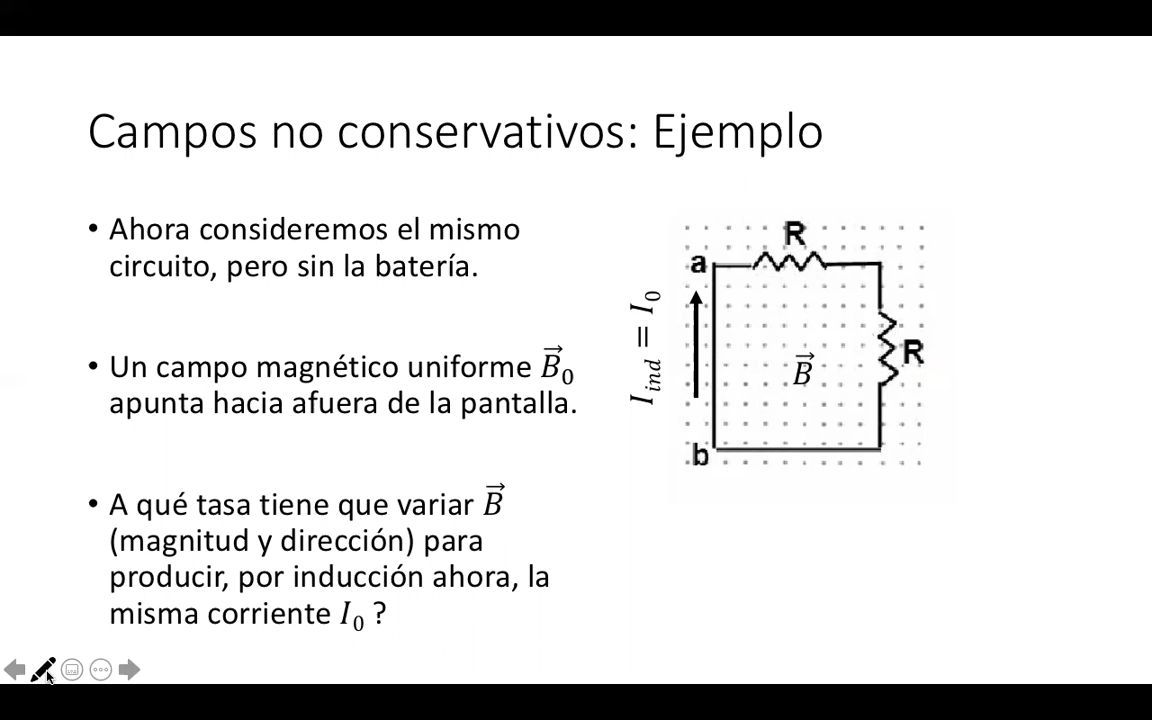 Campos no conservativos: Ejemplo
• Ahora consideremos el mismo
circuito, pero sin la batería.
• Un campo magnético uniforme B⃗₀
apunta hacia afuera de la pantalla.
• A qué tasa tiene que variar B⃗
(magnitud y dirección) para
producir, por inducción ahora, la
misma corriente I₀ ?
R
a
I_ind = I₀
R
B⃗
b